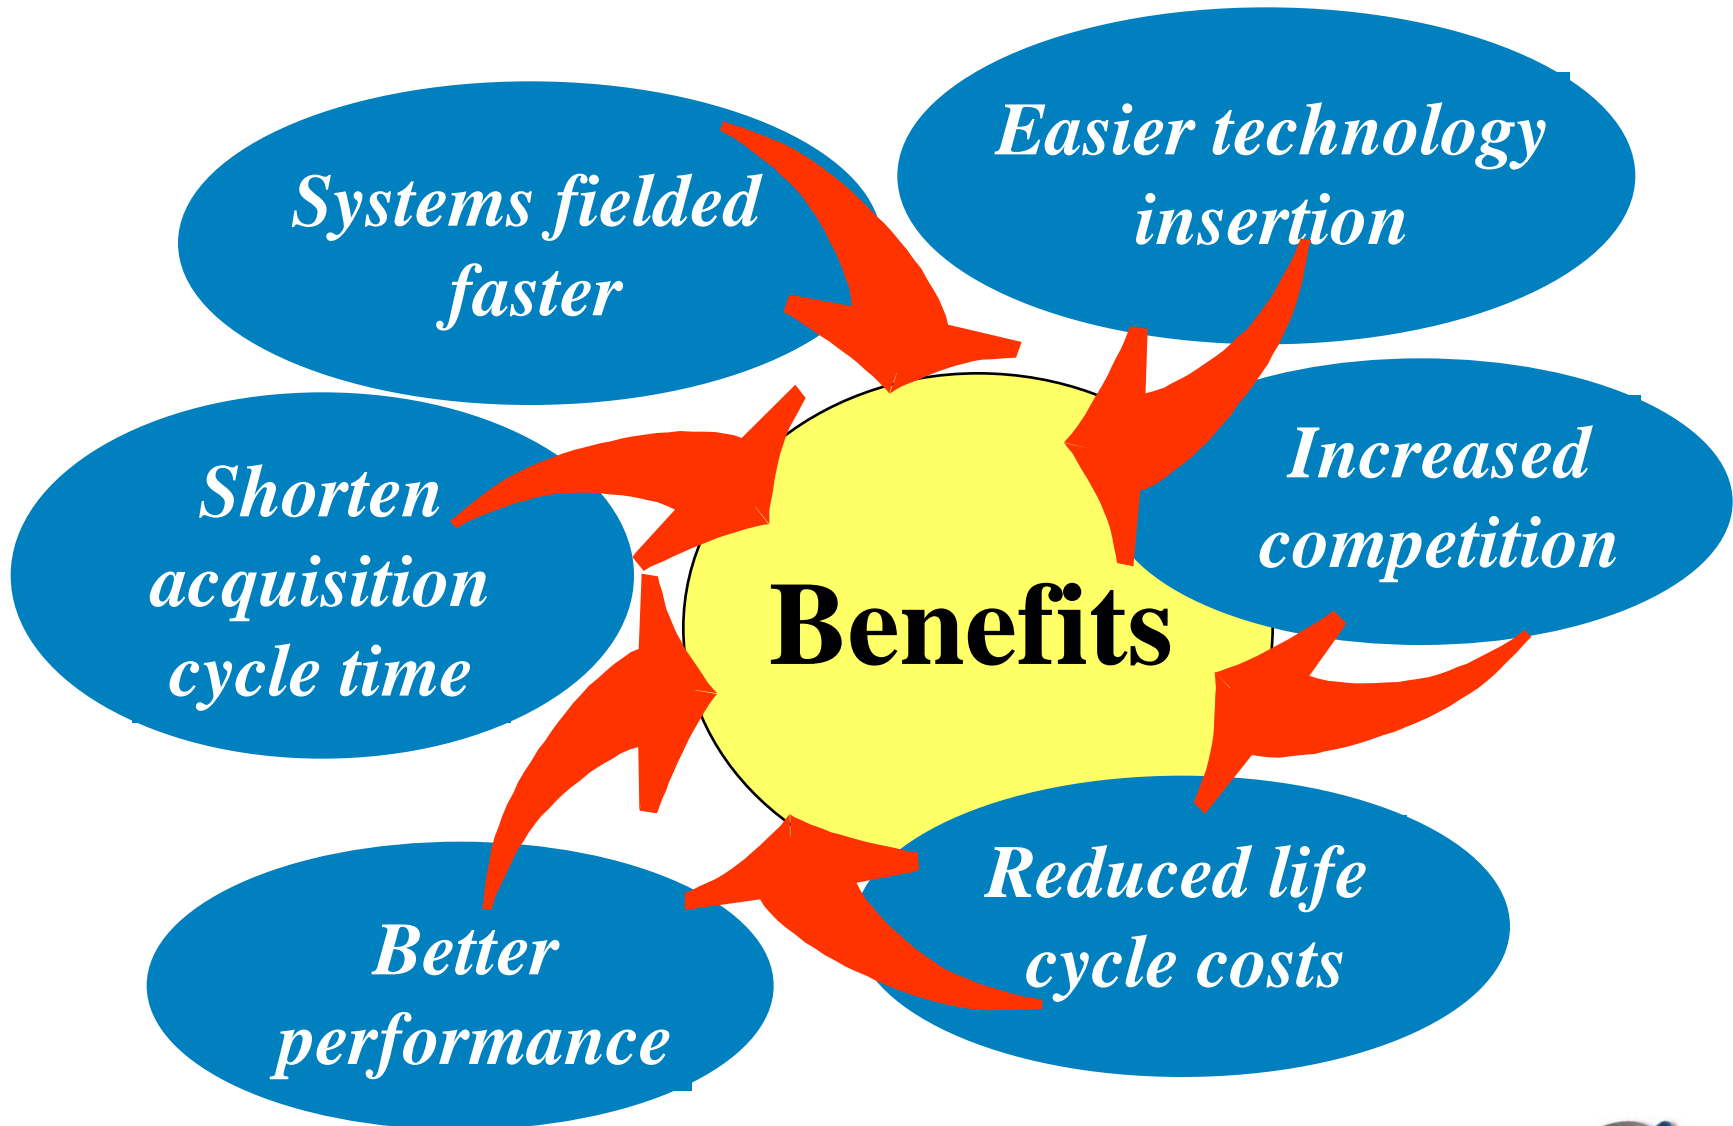 Easier technology
insertion
Systems fielded
faster
Increased
competition
Shorten
acquisition
cycle time
Benefits
Reduced life
cycle costs
Better
performance